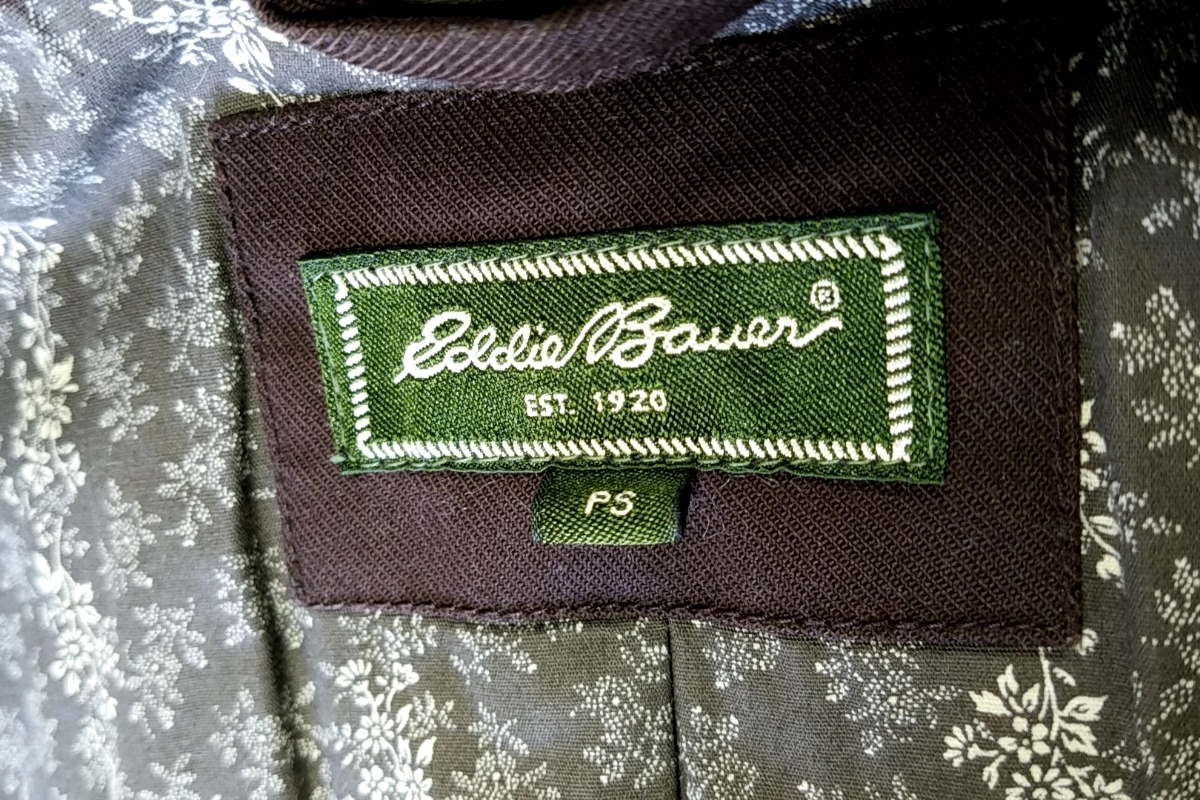 Eddie Bauer®
EST. 1920
PS